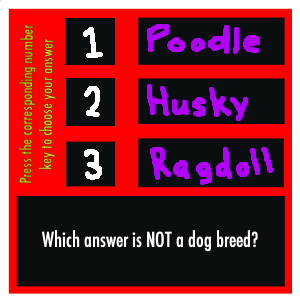 Press the corresponding number
key to choose your answer
1 Poodle
2 Husky
3 Ragdoll
Which answer is NOT a dog breed?